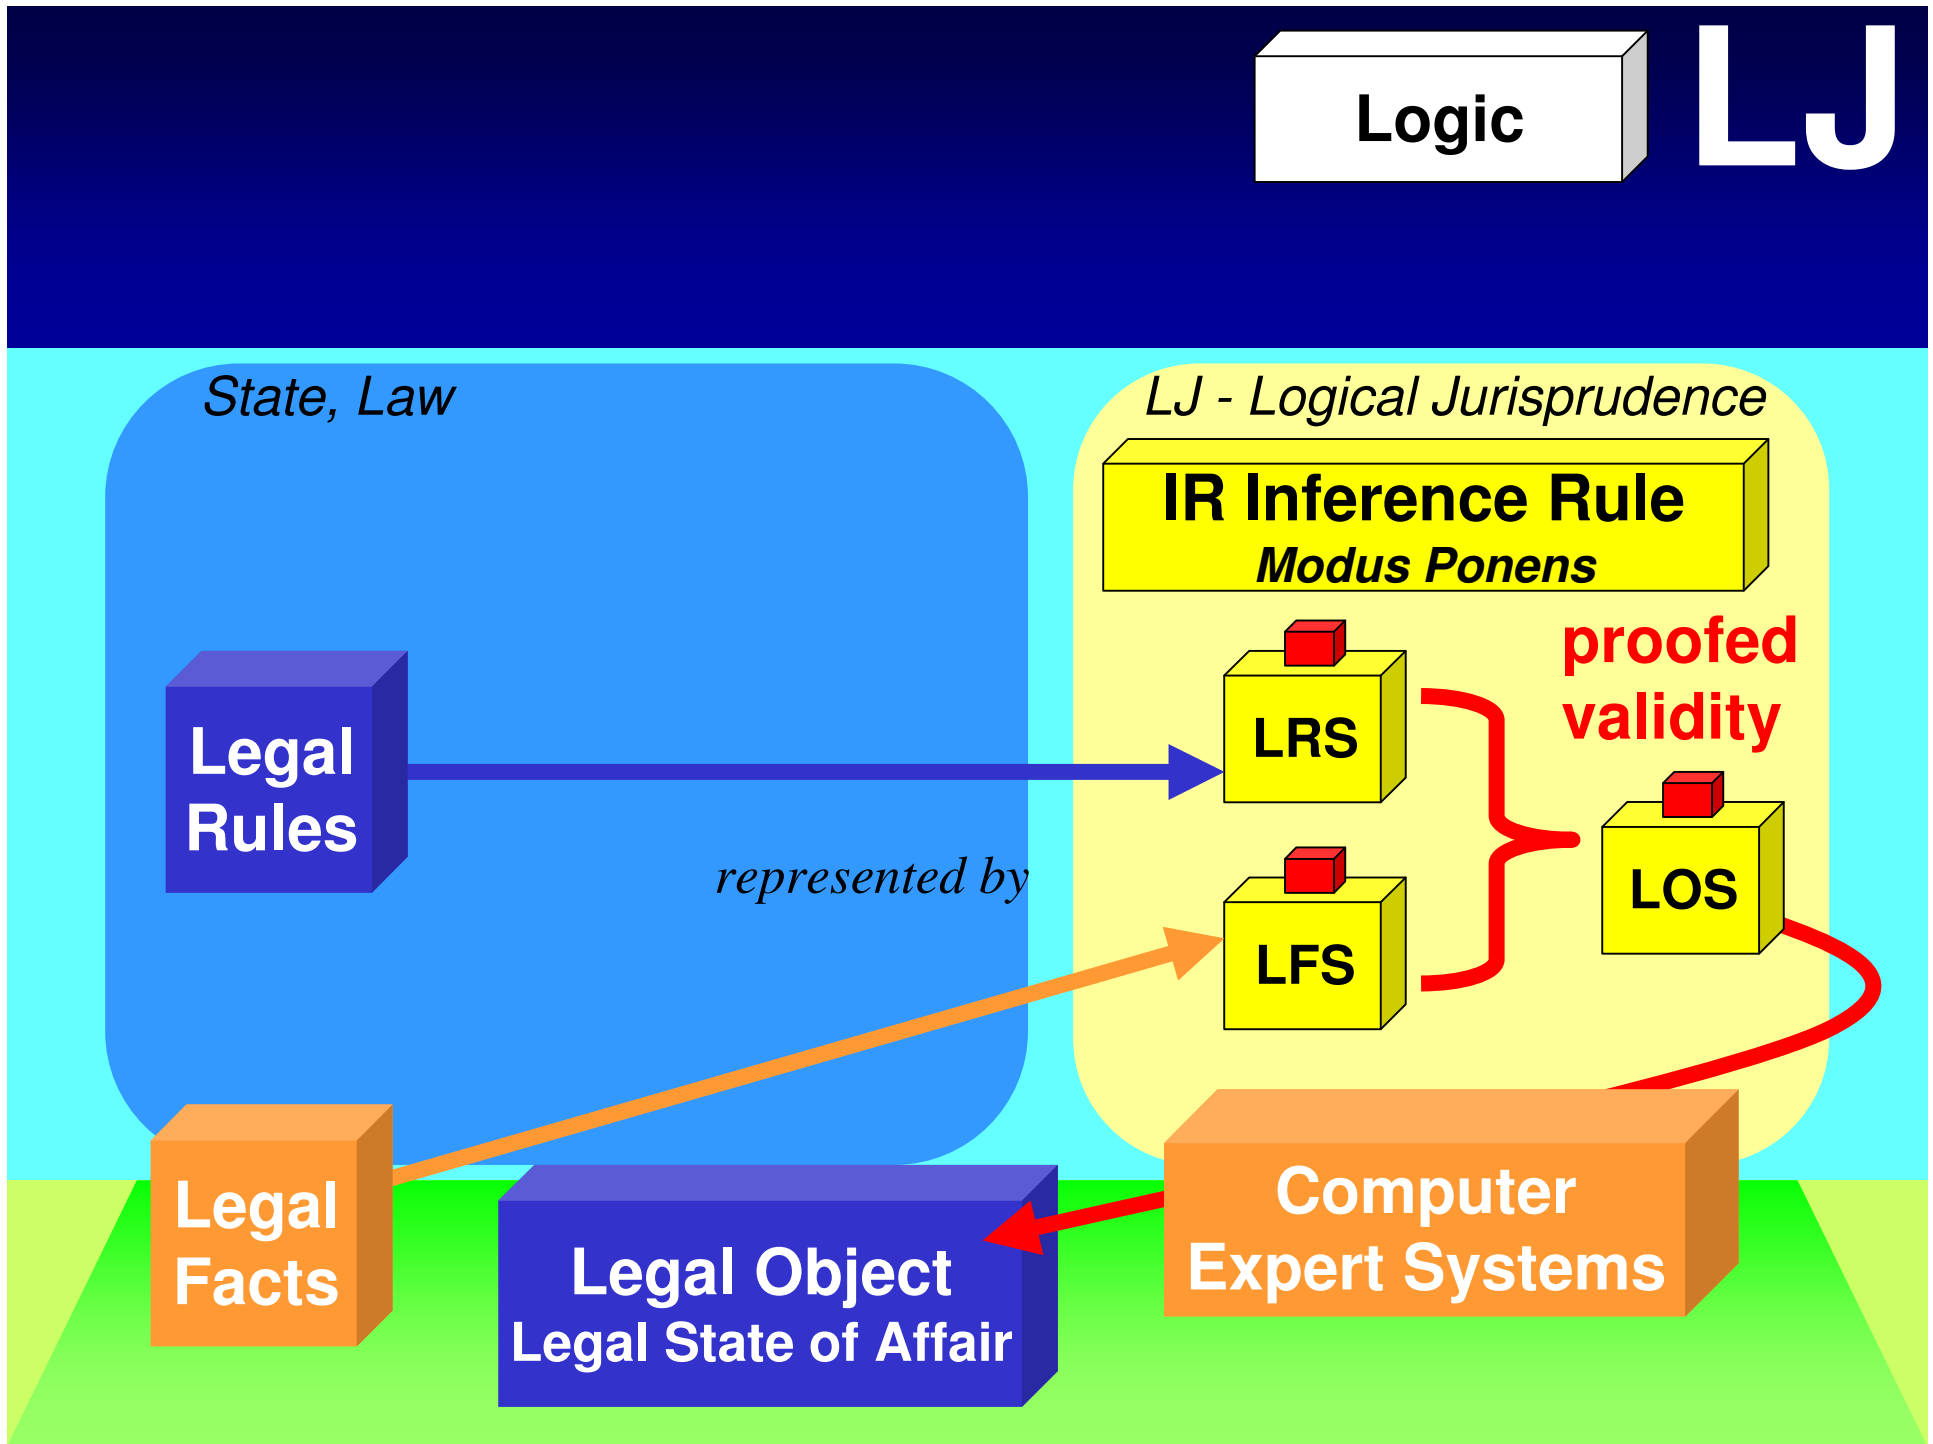 Logic
LJ
State, Law
LJ - Logical Jurisprudence
IR Inference Rule
Modus Ponens
proofed
validity
LRS
Legal
Rules
represented by
LOS
LFS
Legal
Facts
Legal Object
Legal State of Affair
Computer
Expert Systems